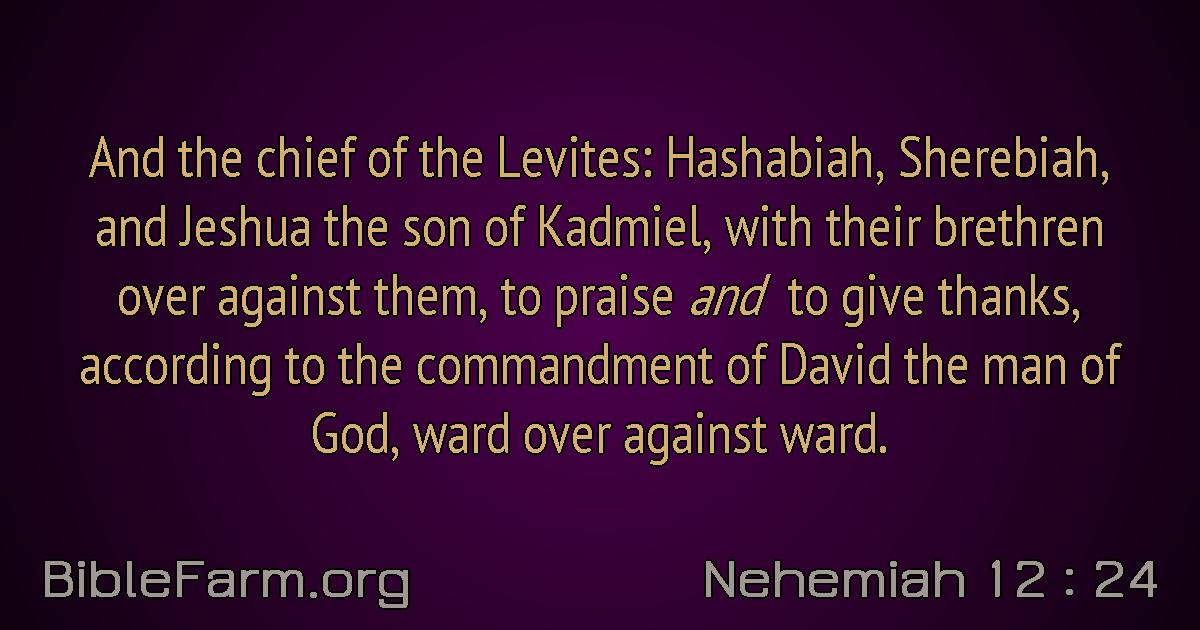 And the chief of the Levites: Hashabiah, Sherebiah,
and Jeshua the son of Kadmiel, with their brethren
over against them, to praise and to give thanks,
according to the commandment of David the man of
God, ward over against ward.
BibleFarm.org
Nehemiah 12 : 24